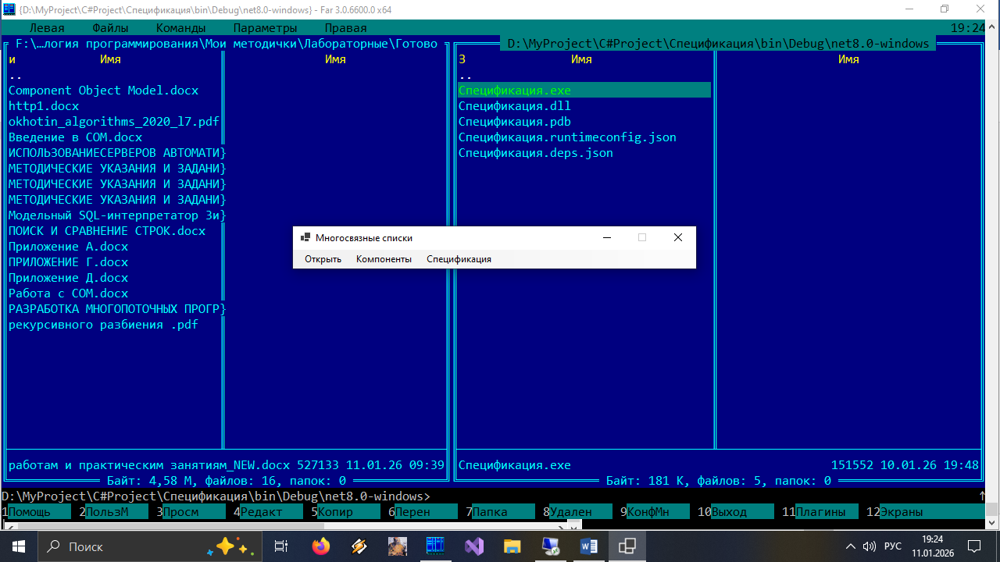 {D:\MyProject\C#Project\Спецификация\bin\Debug\net8.0-windows} - Far 3.0.6600.0 x64
Левая Файлы Команды Параметры Правая 19:24
F:\…логия программирования\Мои методички\Лабораторные\Готово
D:\MyProject\C#Project\Спецификация\bin\Debug\net8.0-windows
и Имя Имя
З Имя Имя
..
Component Object Model.docx
http1.docx
okhotin_algorithms_2020_l7.pdf
Введение в COM.docx
ИСПОЛЬЗОВАНИЕСЕРВЕРОВ АВТОМАТИ}
МЕТОДИЧЕСКИЕ УКАЗАНИЯ И ЗАДАНИ}
МЕТОДИЧЕСКИЕ УКАЗАНИЯ И ЗАДАНИ}
МЕТОДИЧЕСКИЕ УКАЗАНИЯ И ЗАДАНИ}
Модельный SQL-интерпретатор Зи}
ПОИСК И СРАВНЕНИЕ СТРОК.docx
Приложение А.docx
ПРИЛОЖЕНИЕ Г.docx
Приложение Д.docx
Работа с COM.docx
РАЗРАБОТКА МНОГОПОТОЧНЫХ ПРОГР}
рекурсивного разбиения .pdf
..
Спецификация.exe
Спецификация.dll
Спецификация.pdb
Спецификация.runtimeconfig.json
Спецификация.deps.json
Многосвязные списки
Открыть Компоненты Спецификация
работам и практическим занятиям_NEW.docx 527133 11.01.26 09:39
Байт: 4,58 М, файлов: 16, папок: 0
Спецификация.exe 151552 10.01.26 19:48
Байт: 181 К, файлов: 5, папок: 0
D:\MyProject\C#Project\Спецификация\bin\Debug\net8.0-windows>
1Помощь 2ПользМ 3Просм 4Редакт 5Копир 6Перен 7Папка 8Удален 9КонфМн 10Выход 11Плагины 12Экраны
Поиск
РУС
19:24
11.01.2026